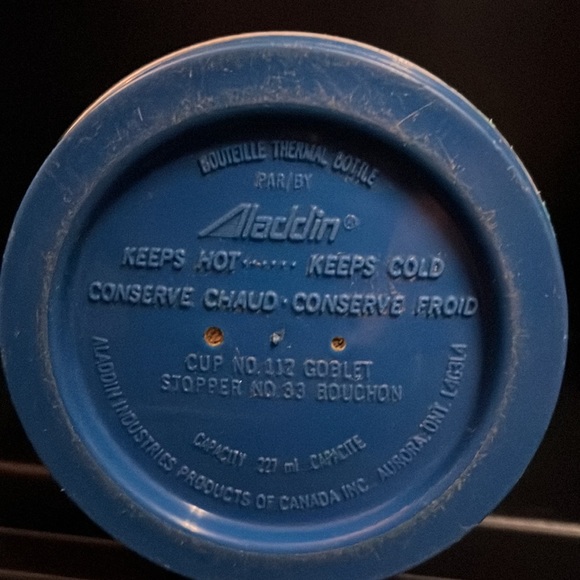 BOUTEILLE THERMAL BOTTLE
PAR/BY
Aladdin®
KEEPS HOT······ KEEPS COLD
CONSERVE CHAUD·CONSERVE FROID
CUP NO. 112 GOBLET
STOPPER NO. 33 BOUCHON
CAPACITY 227 ml CAPACITE
ALADDIN INDUSTRIES PRODUCTS OF CANADA INC. AURORA, ONT. L4G3L4